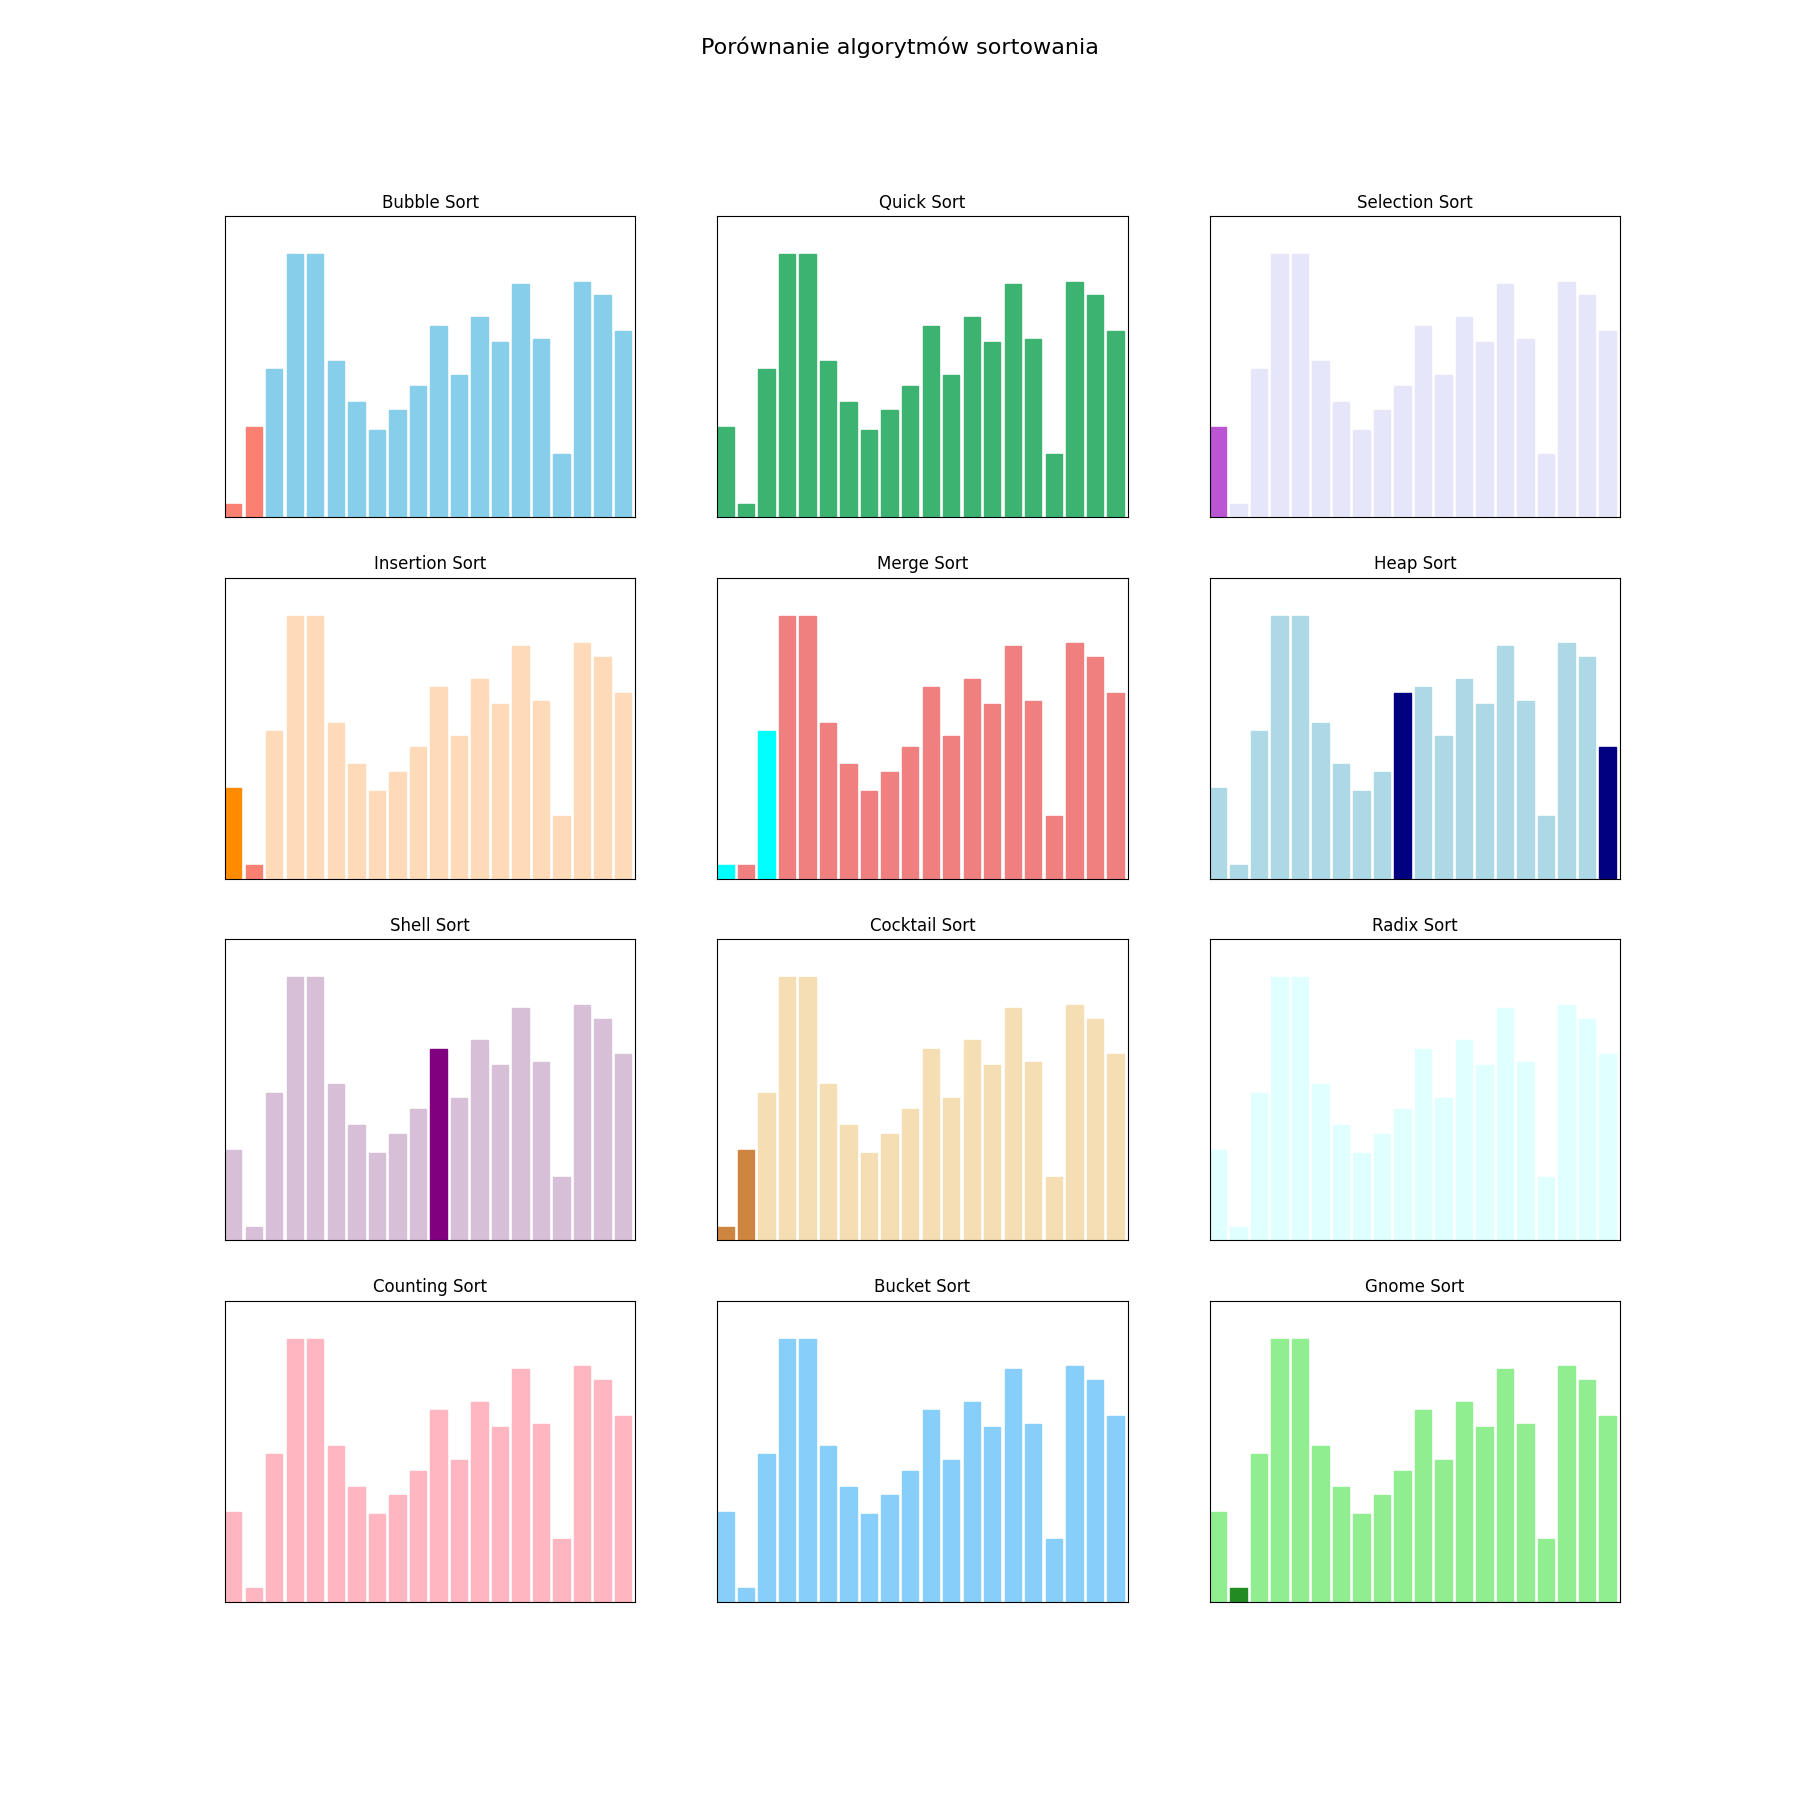 Porównanie algorytmów sortowania
Bubble Sort
Quick Sort
Selection Sort
Insertion Sort
Merge Sort
Heap Sort
Shell Sort
Cocktail Sort
Radix Sort
Counting Sort
Bucket Sort
Gnome Sort